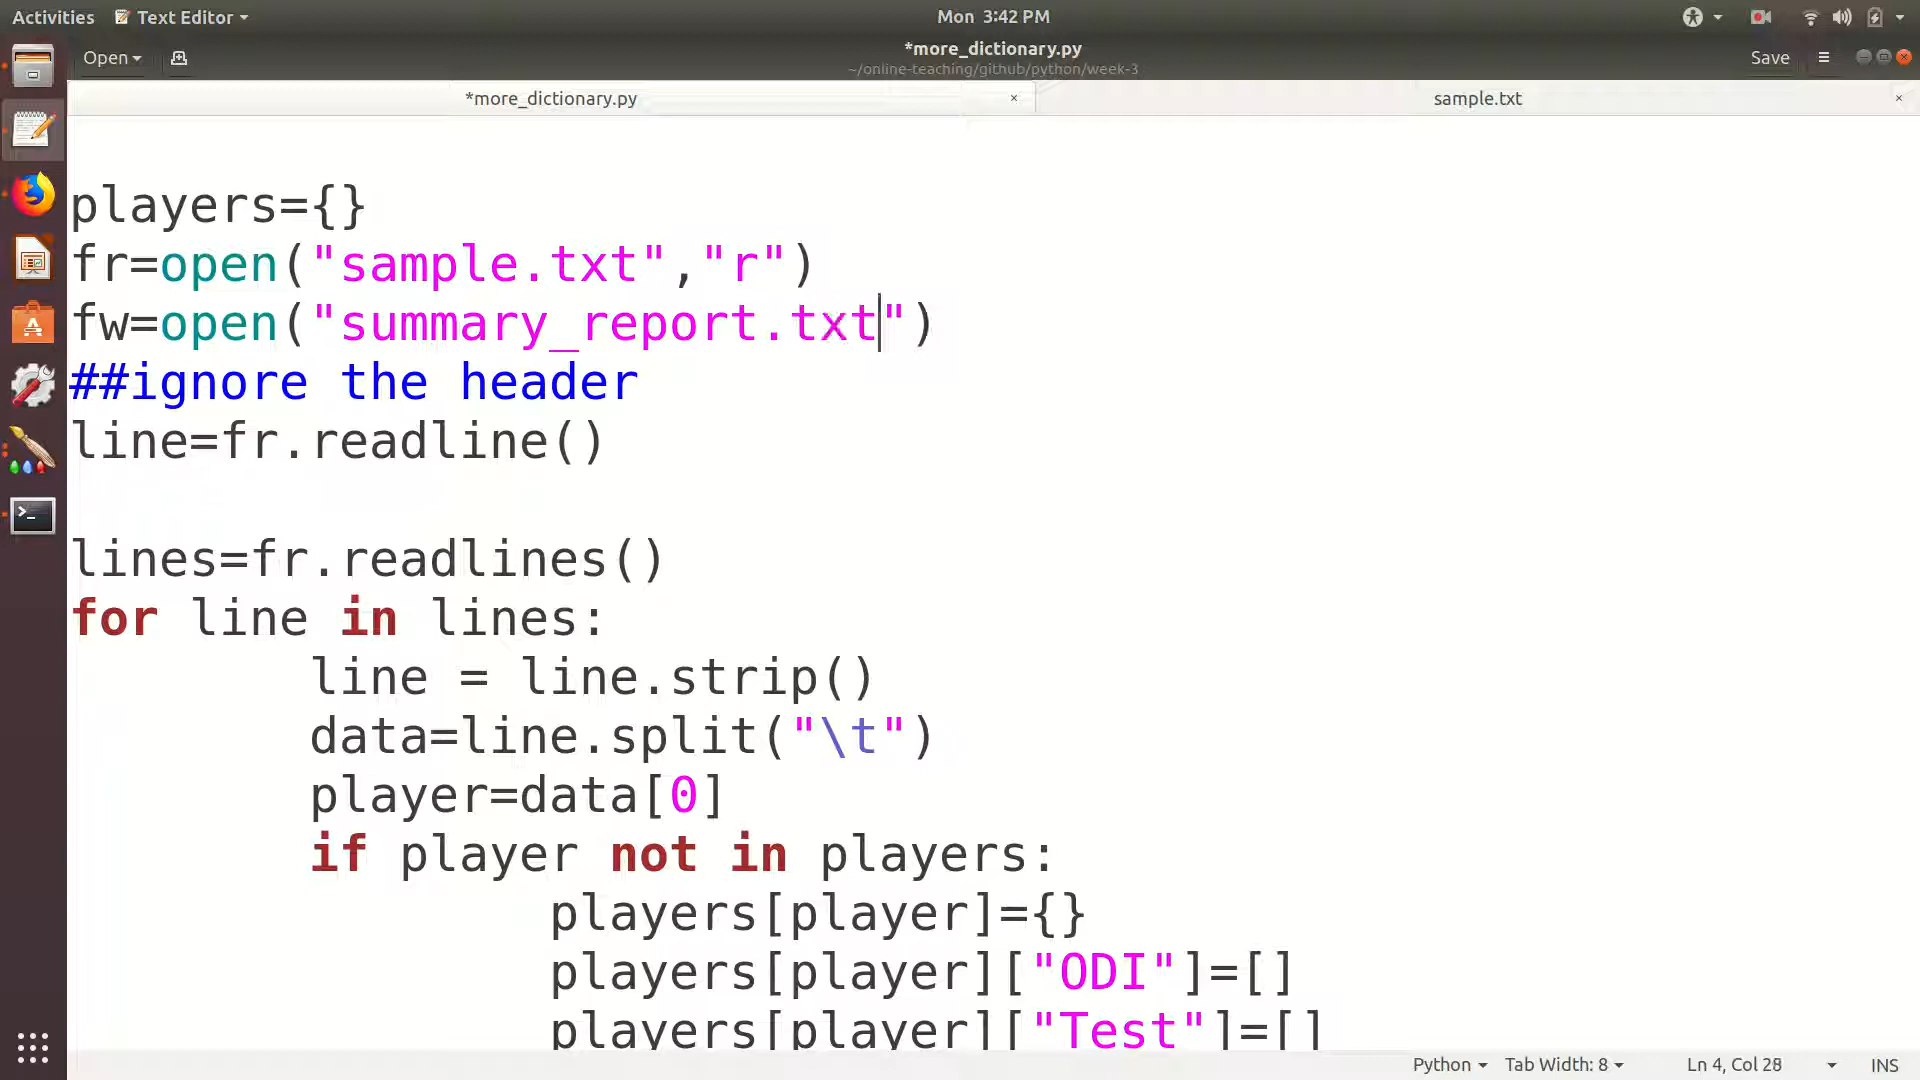 Activities Text Editor Mon 3:42 PM
Open *more_dictionary.py Save
~/online-teaching/github/python/week-3
*more_dictionary.py × sample.txt ×
players={}
fr=open("sample.txt","r")
fw=open("summary_report.txt")
##ignore the header
line=fr.readline()
lines=fr.readlines()
for line in lines:
line = line.strip()
data=line.split("\t")
player=data[0]
if player not in players:
players[player]={}
players[player]["ODI"]=[]
players[player]["Test"]=[]
Python Tab Width: 8 Ln 4, Col 28 INS